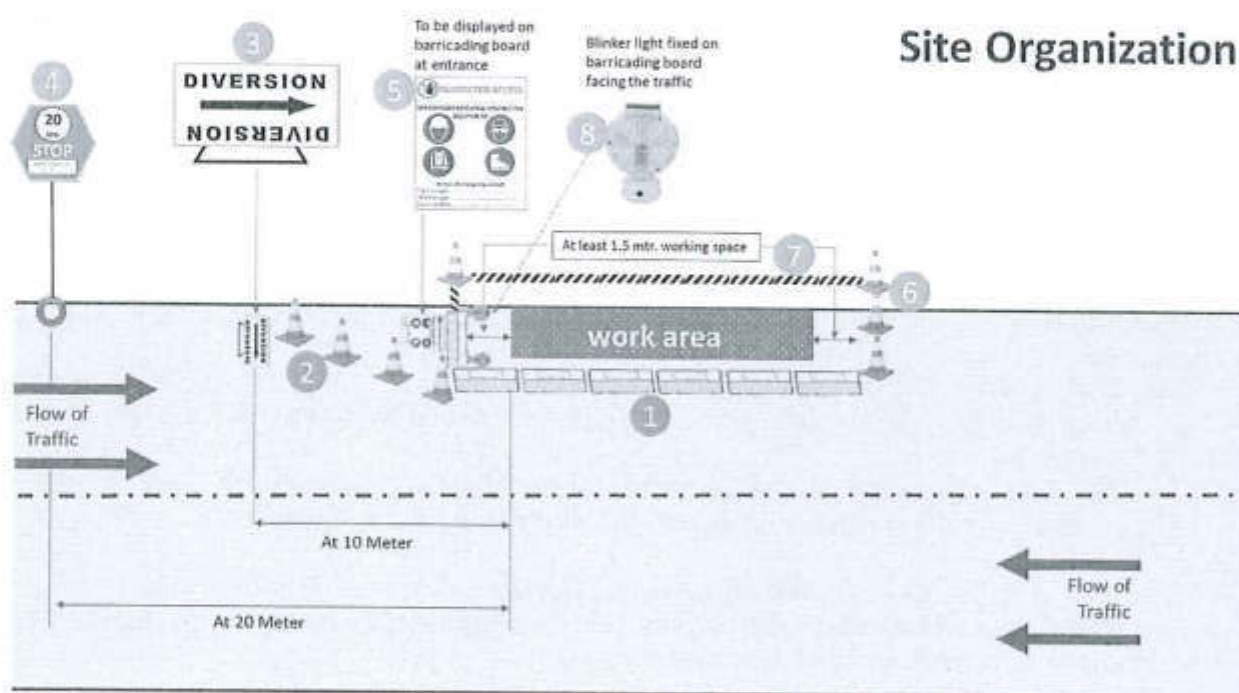 Site Organization
To be displayed on
barricading board
at entrance
Blinker light fixed on
barricading board
facing the traffic
3
DIVERSION
DIVERSION
4
20
STOP
5
8
At least 1.5 mtr. working space
7
6
work area
2
1
Flow of
Traffic
At 10 Meter
At 20 Meter
Flow of
Traffic